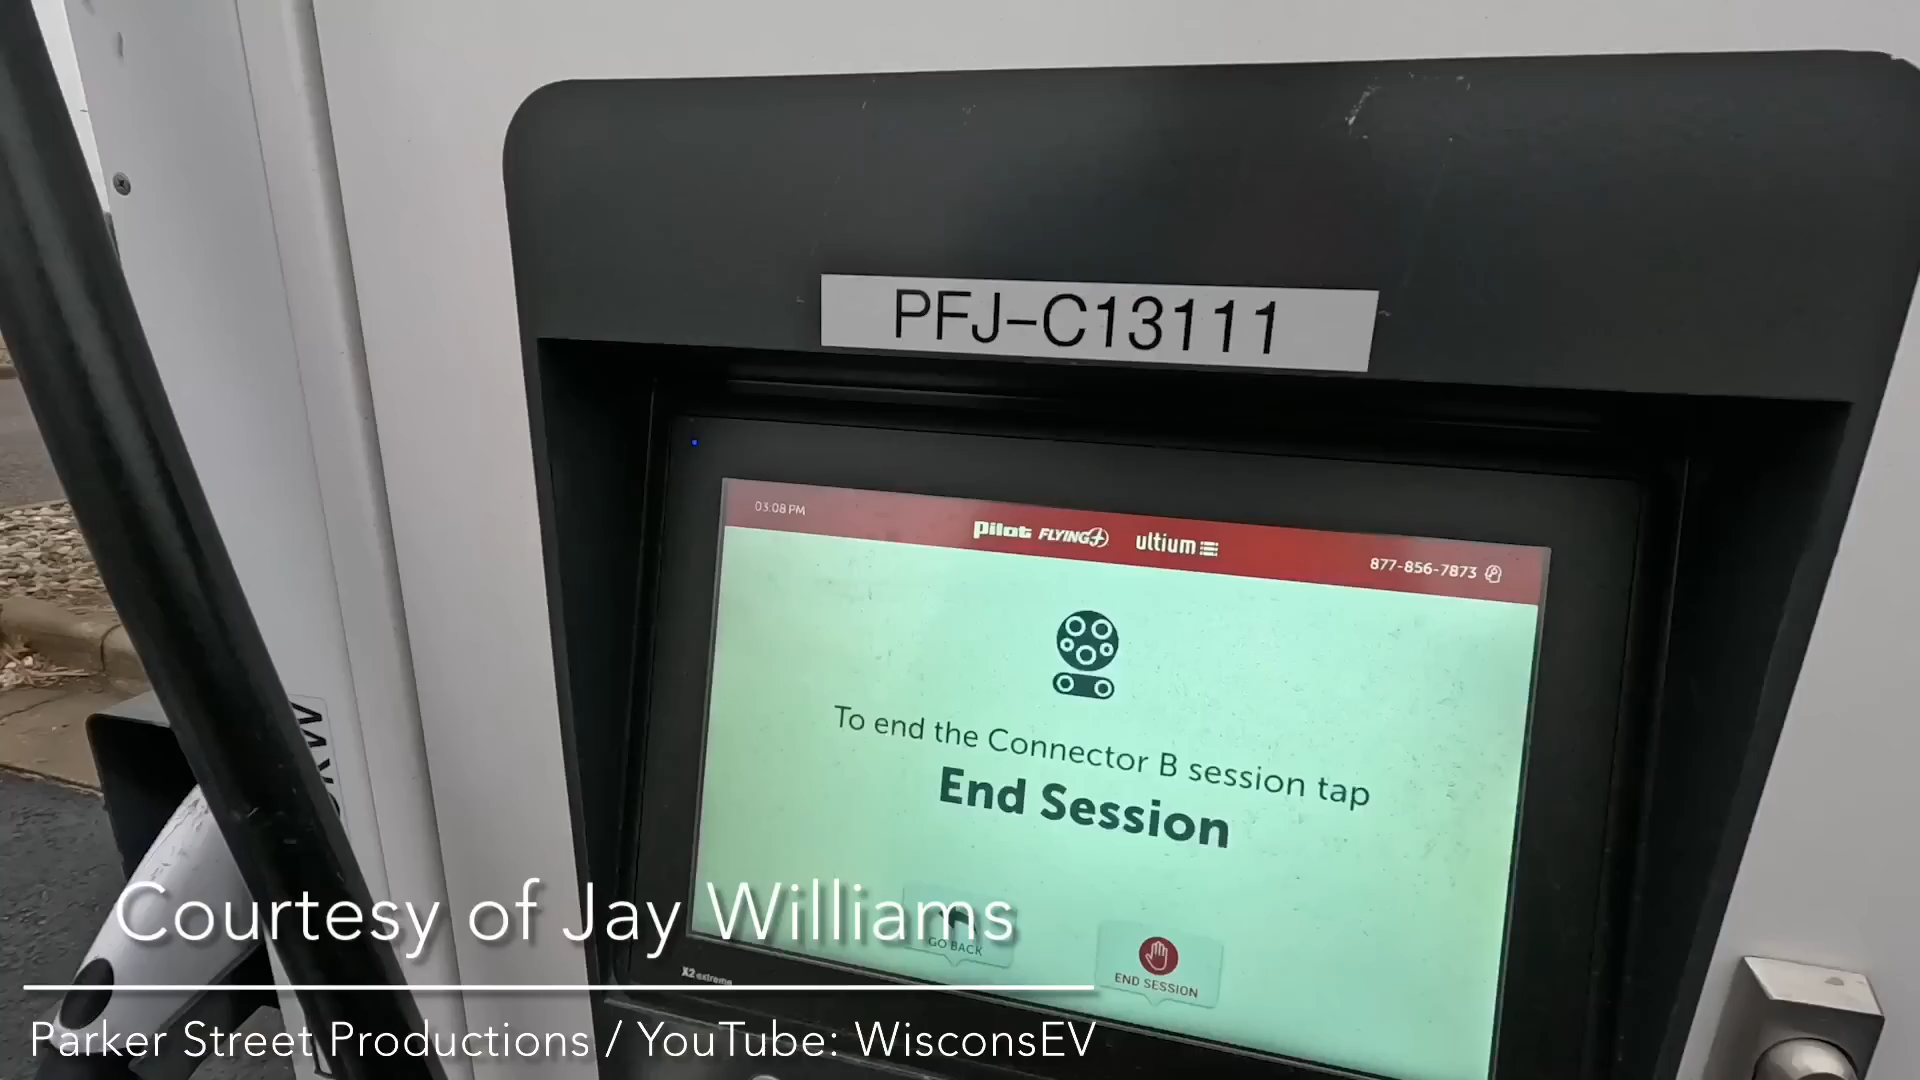 PFJ-C13111
03:08 PM
Pilot FLYING J
ultium
877-856-7873
To end the Connector B session tap
End Session
GO BACK
END SESSION
X2 extreme
Courtesy of Jay Williams
Parker Street Productions / YouTube: WisconsEV